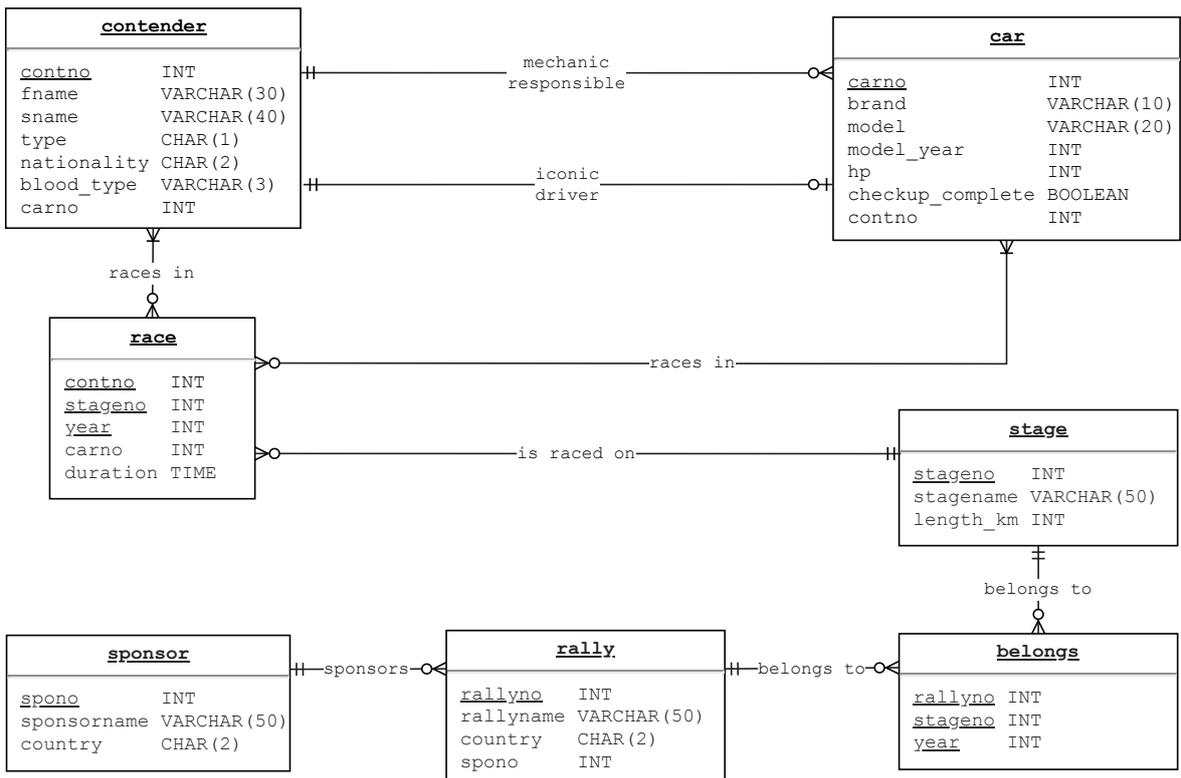 contender
contno INT
fname VARCHAR(30)
sname VARCHAR(40)
type CHAR(1)
nationality CHAR(2)
blood_type VARCHAR(3)
carno INT
mechanic
responsible
iconic
driver
car
carno INT
brand VARCHAR(10)
model VARCHAR(20)
model_year INT
hp INT
checkup_complete BOOLEAN
contno INT
races in
race
contno INT
stageno INT
year INT
carno INT
duration TIME
races in
is raced on
stage
stageno INT
stagename VARCHAR(50)
length_km INT
belongs to
sponsor
spono INT
sponsorname VARCHAR(50)
country CHAR(2)
sponsors
rally
rallyno INT
rallyname VARCHAR(50)
country CHAR(2)
spono INT
belongs to
belongs
rallyno INT
stageno INT
year INT